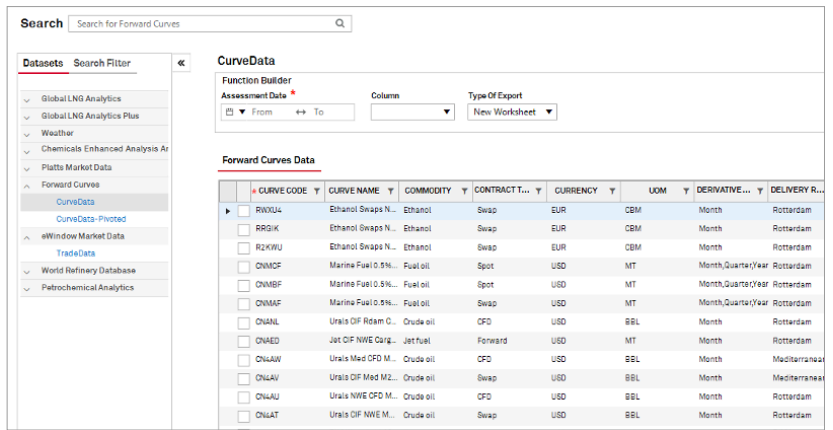 Search Search for Forward Curves
Datasets Search Filter
Global LNG Analytics
Global LNG Analytics Plus
Weather
Chemicals Enhanced Analysis Ar
Platts Market Data
Forward Curves
CurveData
CurveData-Pivoted
eWindow Market Data
TradeData
World Refinery Database
Petrochemical Analytics
CurveData
Function Builder
Assessment Date * Column Type Of Export
From To New Worksheet
Forward Curves Data
* CURVE CODE CURVE NAME COMMODITY CONTRACT T... CURRENCY UOM DERIVATIVE... DELIVERY R...
RWXU4 Ethanol Swaps N... Ethanol Swap EUR CBM Month Rotterdam
RRGIK Ethanol Swaps N... Ethanol Swap EUR CBM Month Rotterdam
R2KWU Ethanol Swaps N... Ethanol Swap EUR CBM Month Rotterdam
CNMCF Marine Fuel 0.5%... Fuel oil Spot USD MT Month,Quarter,Year Rotterdam
CNMBF Marine Fuel 0.5%... Fuel oil Spot USD MT Month,Quarter,Year Rotterdam
CNMAF Marine Fuel 0.5%... Fuel oil Swap USD MT Month,Quarter,Year Rotterdam
CNANL Urals CIF Rdam C... Crude oil CFD USD BBL Month Rotterdam
CNAED Jet CIF NWE Carg... Jet fuel Forward USD MT Month Rotterdam
CN4AW Urals Med CFD M... Crude oil CFD USD BBL Month Mediterranear
CN4AV Urals CIF Med M2... Crude oil Swap USD BBL Month Mediterranear
CN4AU Urals NWE CFD M... Crude oil CFD USD BBL Month Rotterdam
CN4AT Urals CIF NWE M... Crude oil Swap USD BBL Month Rotterdam